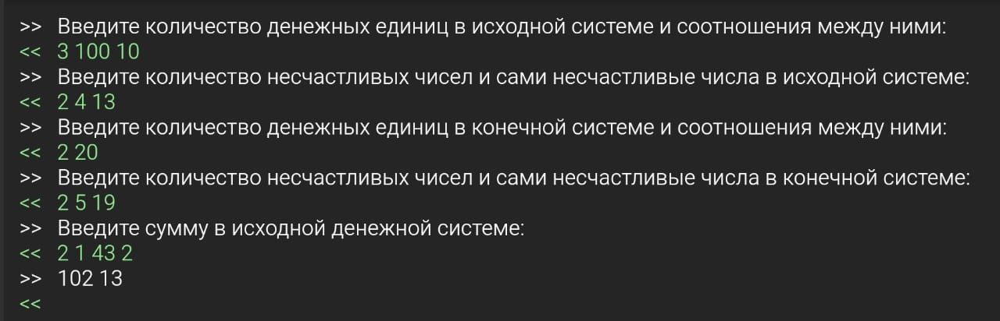 >> Введите количество денежных единиц в исходной системе и соотношения между ними:
<< 3 100 10
>> Введите количество несчастливых чисел и сами несчастливые числа в исходной системе:
<< 2 4 13
>> Введите количество денежных единиц в конечной системе и соотношения между ними:
<< 2 20
>> Введите количество несчастливых чисел и сами несчастливые числа в конечной системе:
<< 2 5 19
>> Введите сумму в исходной денежной системе:
<< 2 1 43 2
>> 102 13
<<